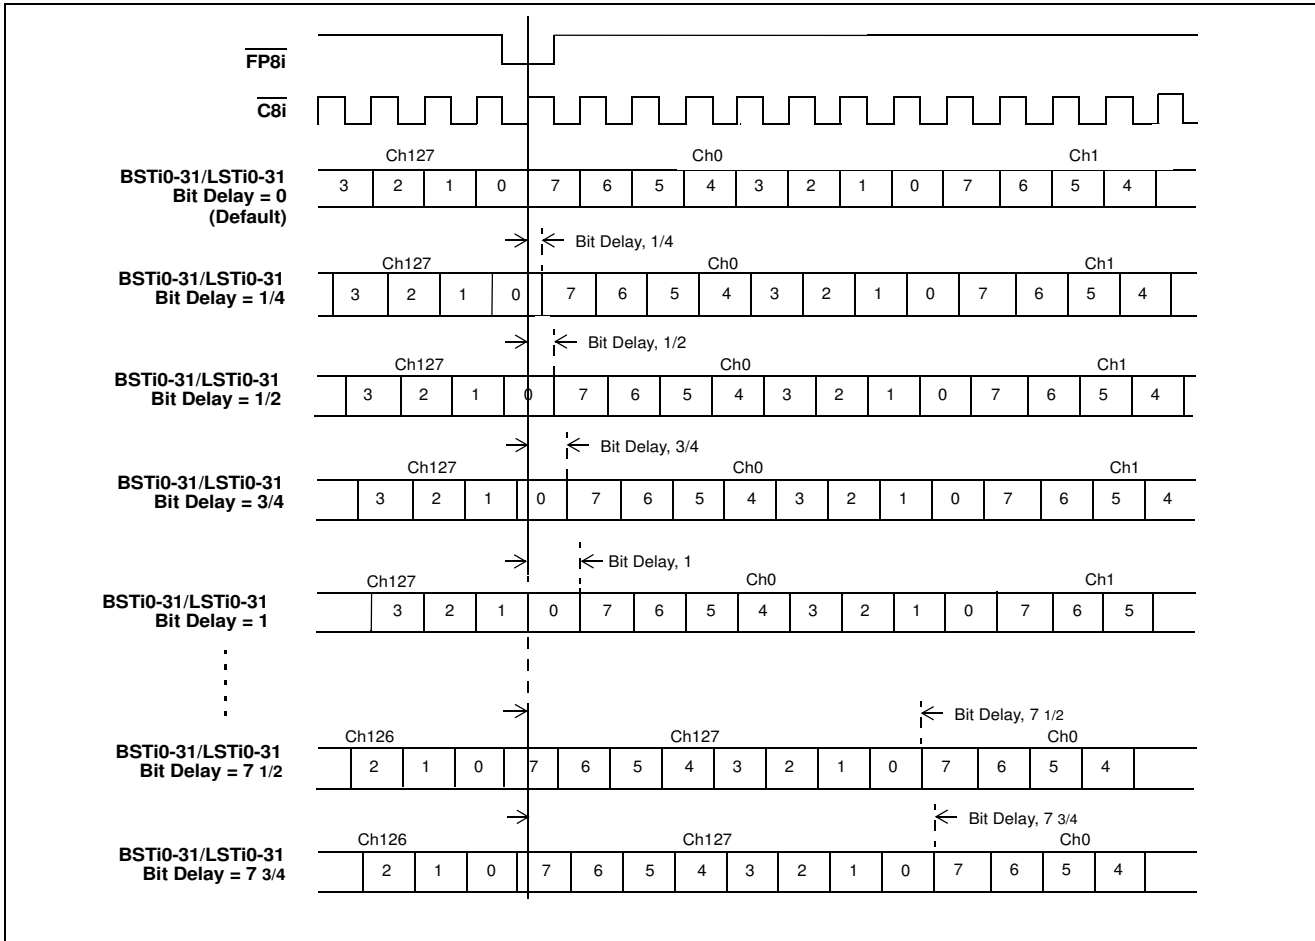 FP8i
C8i
Ch127 Ch0 Ch1
BSTi0-31/LSTi0-31
Bit Delay = 0
(Default)
3 2 1 0 7 6 5 4 3 2 1 0 7 6 5 4
Bit Delay, 1/4
Ch127 Ch0 Ch1
BSTi0-31/LSTi0-31
Bit Delay = 1/4
3 2 1 0 7 6 5 4 3 2 1 0 7 6 5 4
Bit Delay, 1/2
Ch127 Ch0 Ch1
BSTi0-31/LSTi0-31
Bit Delay = 1/2
3 2 1 0 7 6 5 4 3 2 1 0 7 6 5 4
Bit Delay, 3/4
Ch127 Ch0 Ch1
BSTi0-31/LSTi0-31
Bit Delay = 3/4
3 2 1 0 7 6 5 4 3 2 1 0 7 6 5 4
Bit Delay, 1
Ch127 Ch0 Ch1
BSTi0-31/LSTi0-31
Bit Delay = 1
3 2 1 0 7 6 5 4 3 2 1 0 7 6 5
Bit Delay, 7 1/2
Ch126 Ch127 Ch0
BSTi0-31/LSTi0-31
Bit Delay = 7 1/2
2 1 0 7 6 5 4 3 2 1 0 7 6 5 4
Bit Delay, 7 3/4
Ch126 Ch127 Ch0
BSTi0-31/LSTi0-31
Bit Delay = 7 3/4
2 1 0 7 6 5 4 3 2 1 0 7 6 5 4